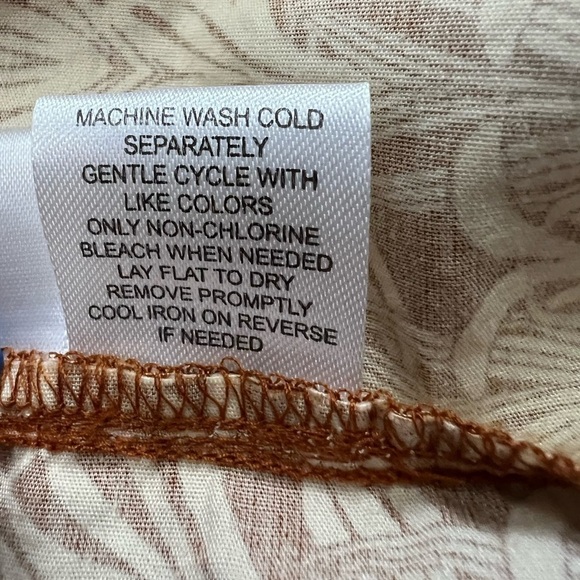 MACHINE WASH COLD
SEPARATELY
GENTLE CYCLE WITH
LIKE COLORS
ONLY NON-CHLORINE
BLEACH WHEN NEEDED
LAY FLAT TO DRY
REMOVE PROMPTLY
COOL IRON ON REVERSE
IF NEEDED